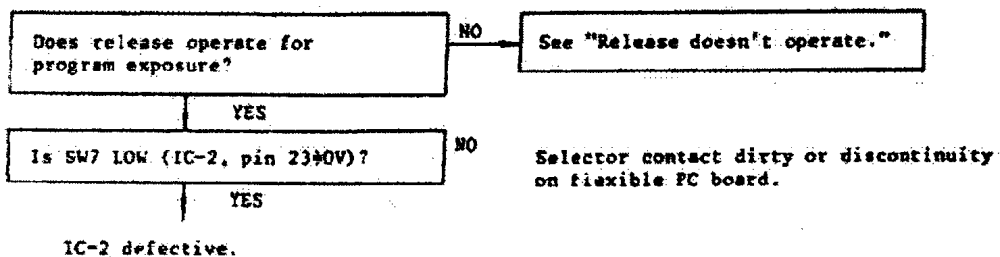 Does release operate for
program exposure?
NO
See "Release doesn't operate."
YES
Is SW7 LOW (IC-2, pin 23≑0V)?
NO
Selector contact dirty or discontinuity
on flexible PC board.
YES
IC-2 defective.